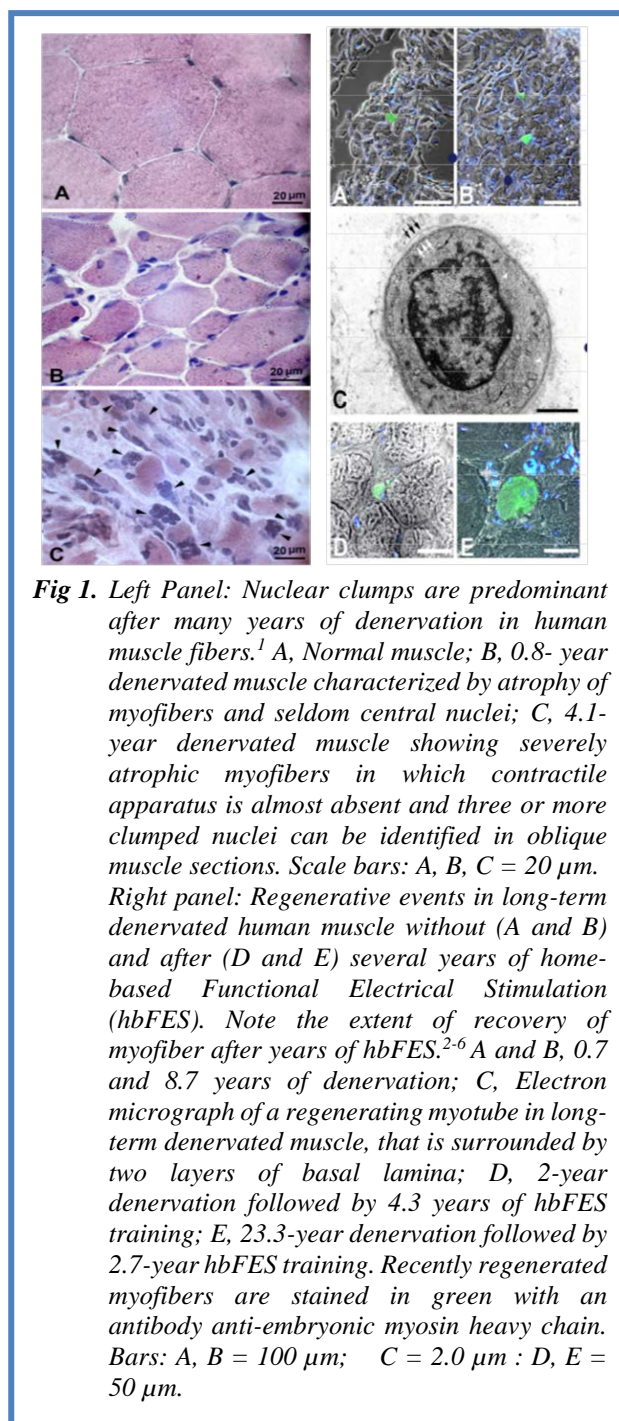 A
20 µm
B
20 µm
C
20 µm
A
B
C
D
E
Fig 1. Left Panel: Nuclear clumps are predominant
after many years of denervation in human
muscle fibers.1 A, Normal muscle; B, 0.8- year
denervated muscle characterized by atrophy of
myofibers and seldom central nuclei; C, 4.1-
year denervated muscle showing severely
atrophic myofibers in which contractile
apparatus is almost absent and three or more
clumped nuclei can be identified in oblique
muscle sections. Scale bars: A, B, C = 20 µm.
Right panel: Regenerative events in long-term
denervated human muscle without (A and B)
and after (D and E) several years of home-
based Functional Electrical Stimulation
(hbFES). Note the extent of recovery of
myofiber after years of hbFES.2-6 A and B, 0.7
and 8.7 years of denervation; C, Electron
micrograph of a regenerating myotube in long-
term denervated muscle, that is surrounded by
two layers of basal lamina; D, 2-year
denervation followed by 4.3 years of hbFES
training; E, 23.3-year denervation followed by
2.7-year hbFES training. Recently regenerated
myofibers are stained in green with an
antibody anti-embryonic myosin heavy chain.
Bars: A, B = 100 µm; C = 2.0 µm : D, E =
50 µm.